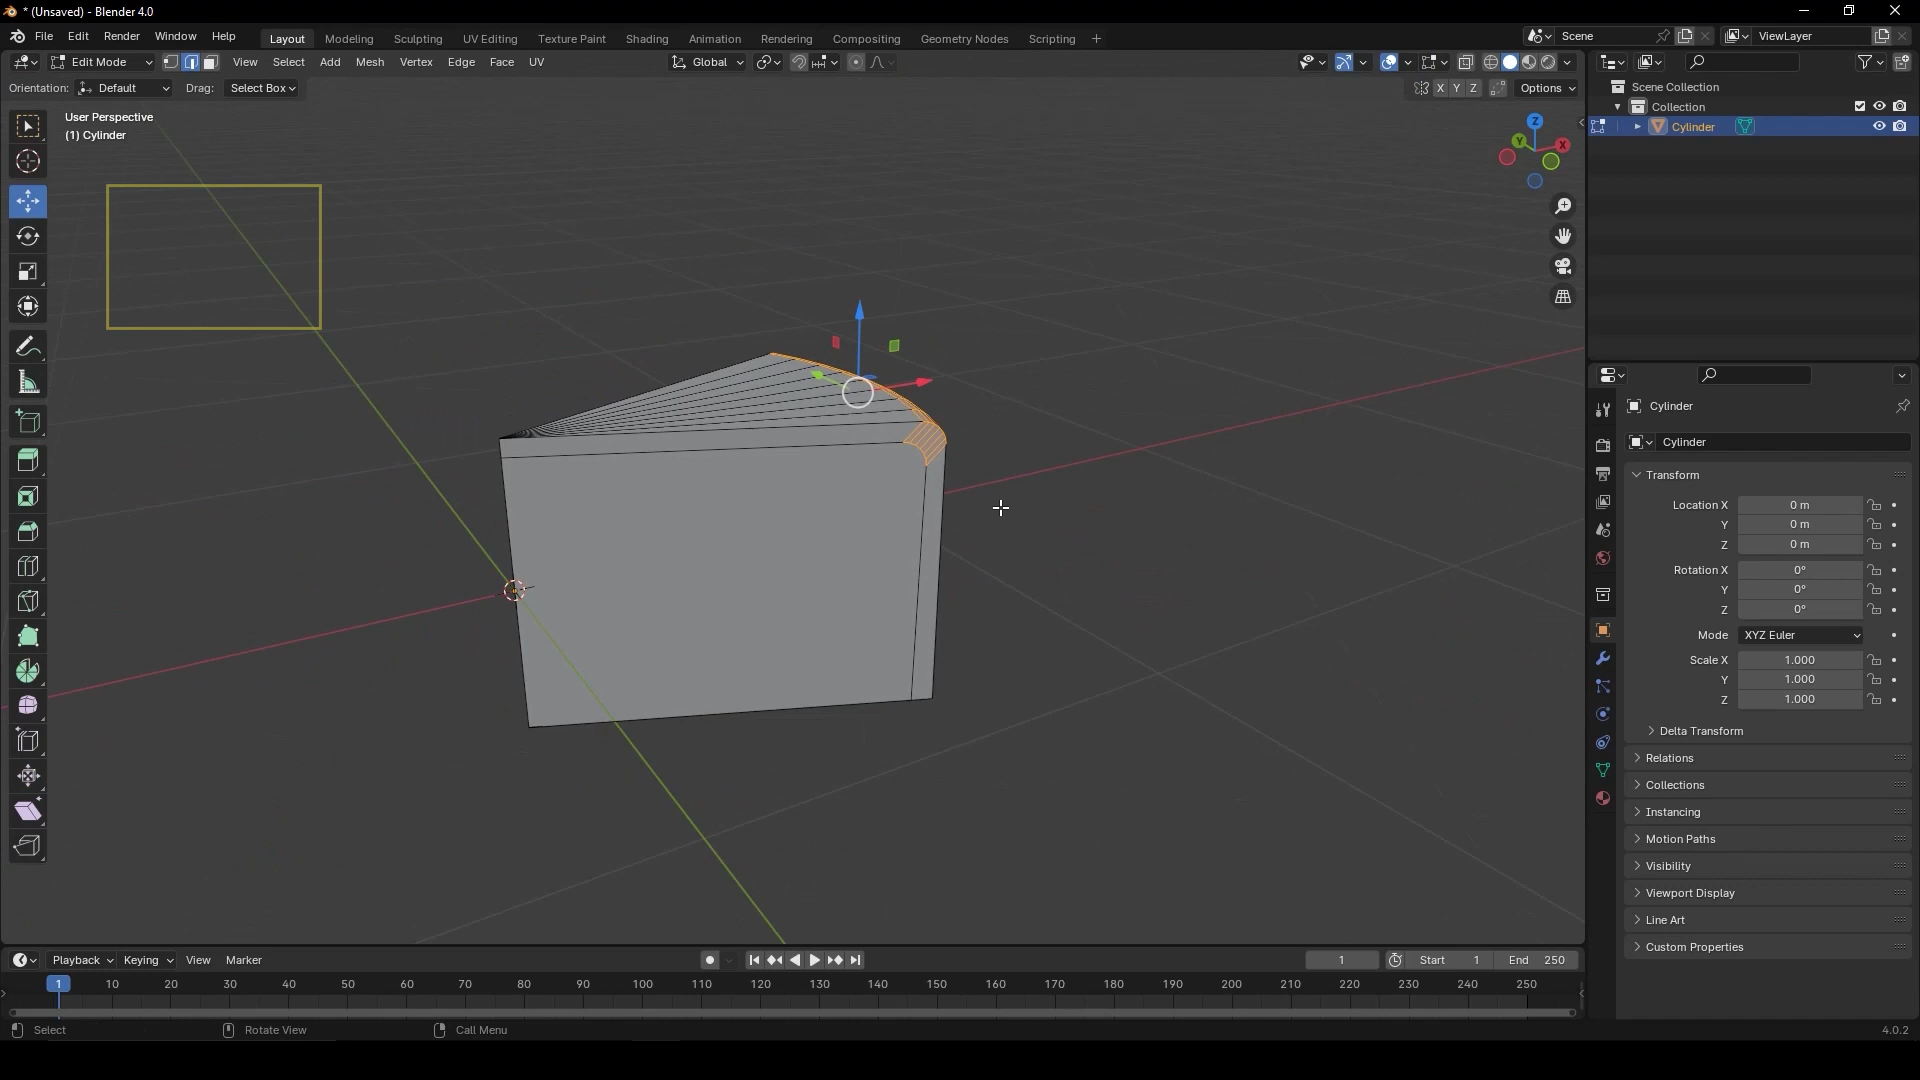 * (Unsaved) - Blender 4.0
File Edit Render Window Help Layout Modeling Sculpting UV Editing Texture Paint Shading Animation Rendering Compositing Geometry Nodes Scripting + Scene ViewLayer
Edit Mode View Select Add Mesh Vertex Edge Face UV Global
Orientation: Default Drag: Select Box X Y Z Options
User Perspective
(1) Cylinder
Z
Y
X
Scene Collection
Collection
Cylinder
Cylinder
Cylinder
Transform
Location X 0 m
Y 0 m
Z 0 m
Rotation X 0°
Y 0°
Z 0°
Mode XYZ Euler
Scale X 1.000
Y 1.000
Z 1.000
Delta Transform
Relations
Collections
Instancing
Motion Paths
Visibility
Viewport Display
Line Art
Custom Properties
Playback Keying View Marker 1 Start 1 End 250
1 10 20 30 40 50 60 70 80 90 100 110 120 130 140 150 160 170 180 190 200 210 220 230 240 250
Select Rotate View Call Menu 4.0.2